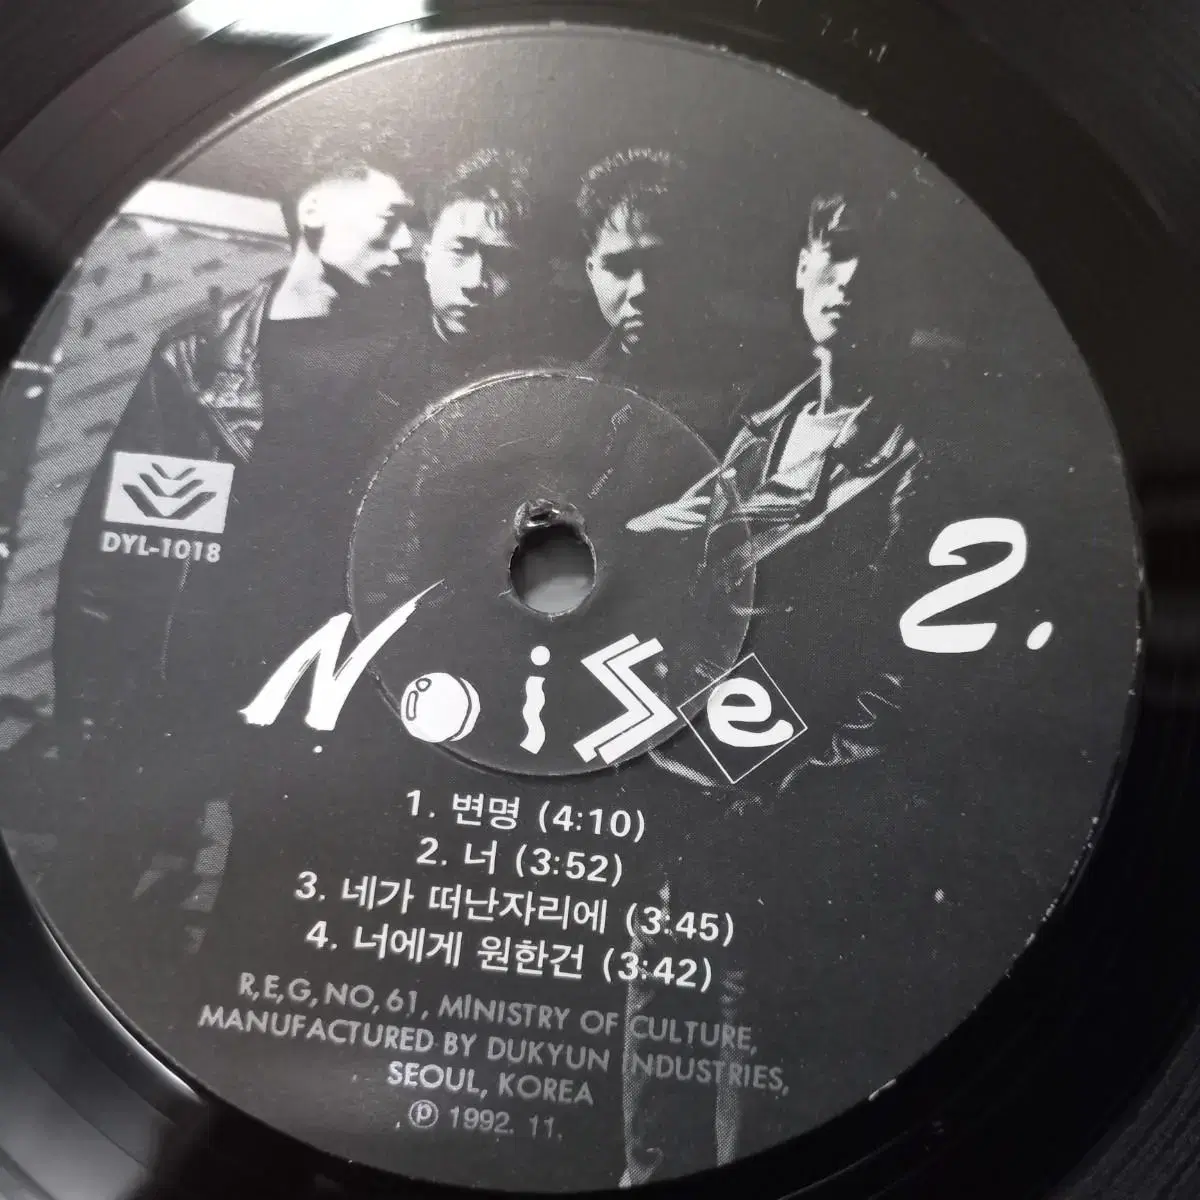 DYL-1018
2.
Noise
1. 변명 (4:10)
2. 너 (3:52)
3. 네가 떠난자리에 (3:45)
4. 너에게 원한건 (3:42)
R,E,G,NO,61, MINISTRY OF CULTURE,
MANUFACTURED BY DUKYUN INDUSTRIES,
SEOUL, KOREA
℗ 1992. 11.